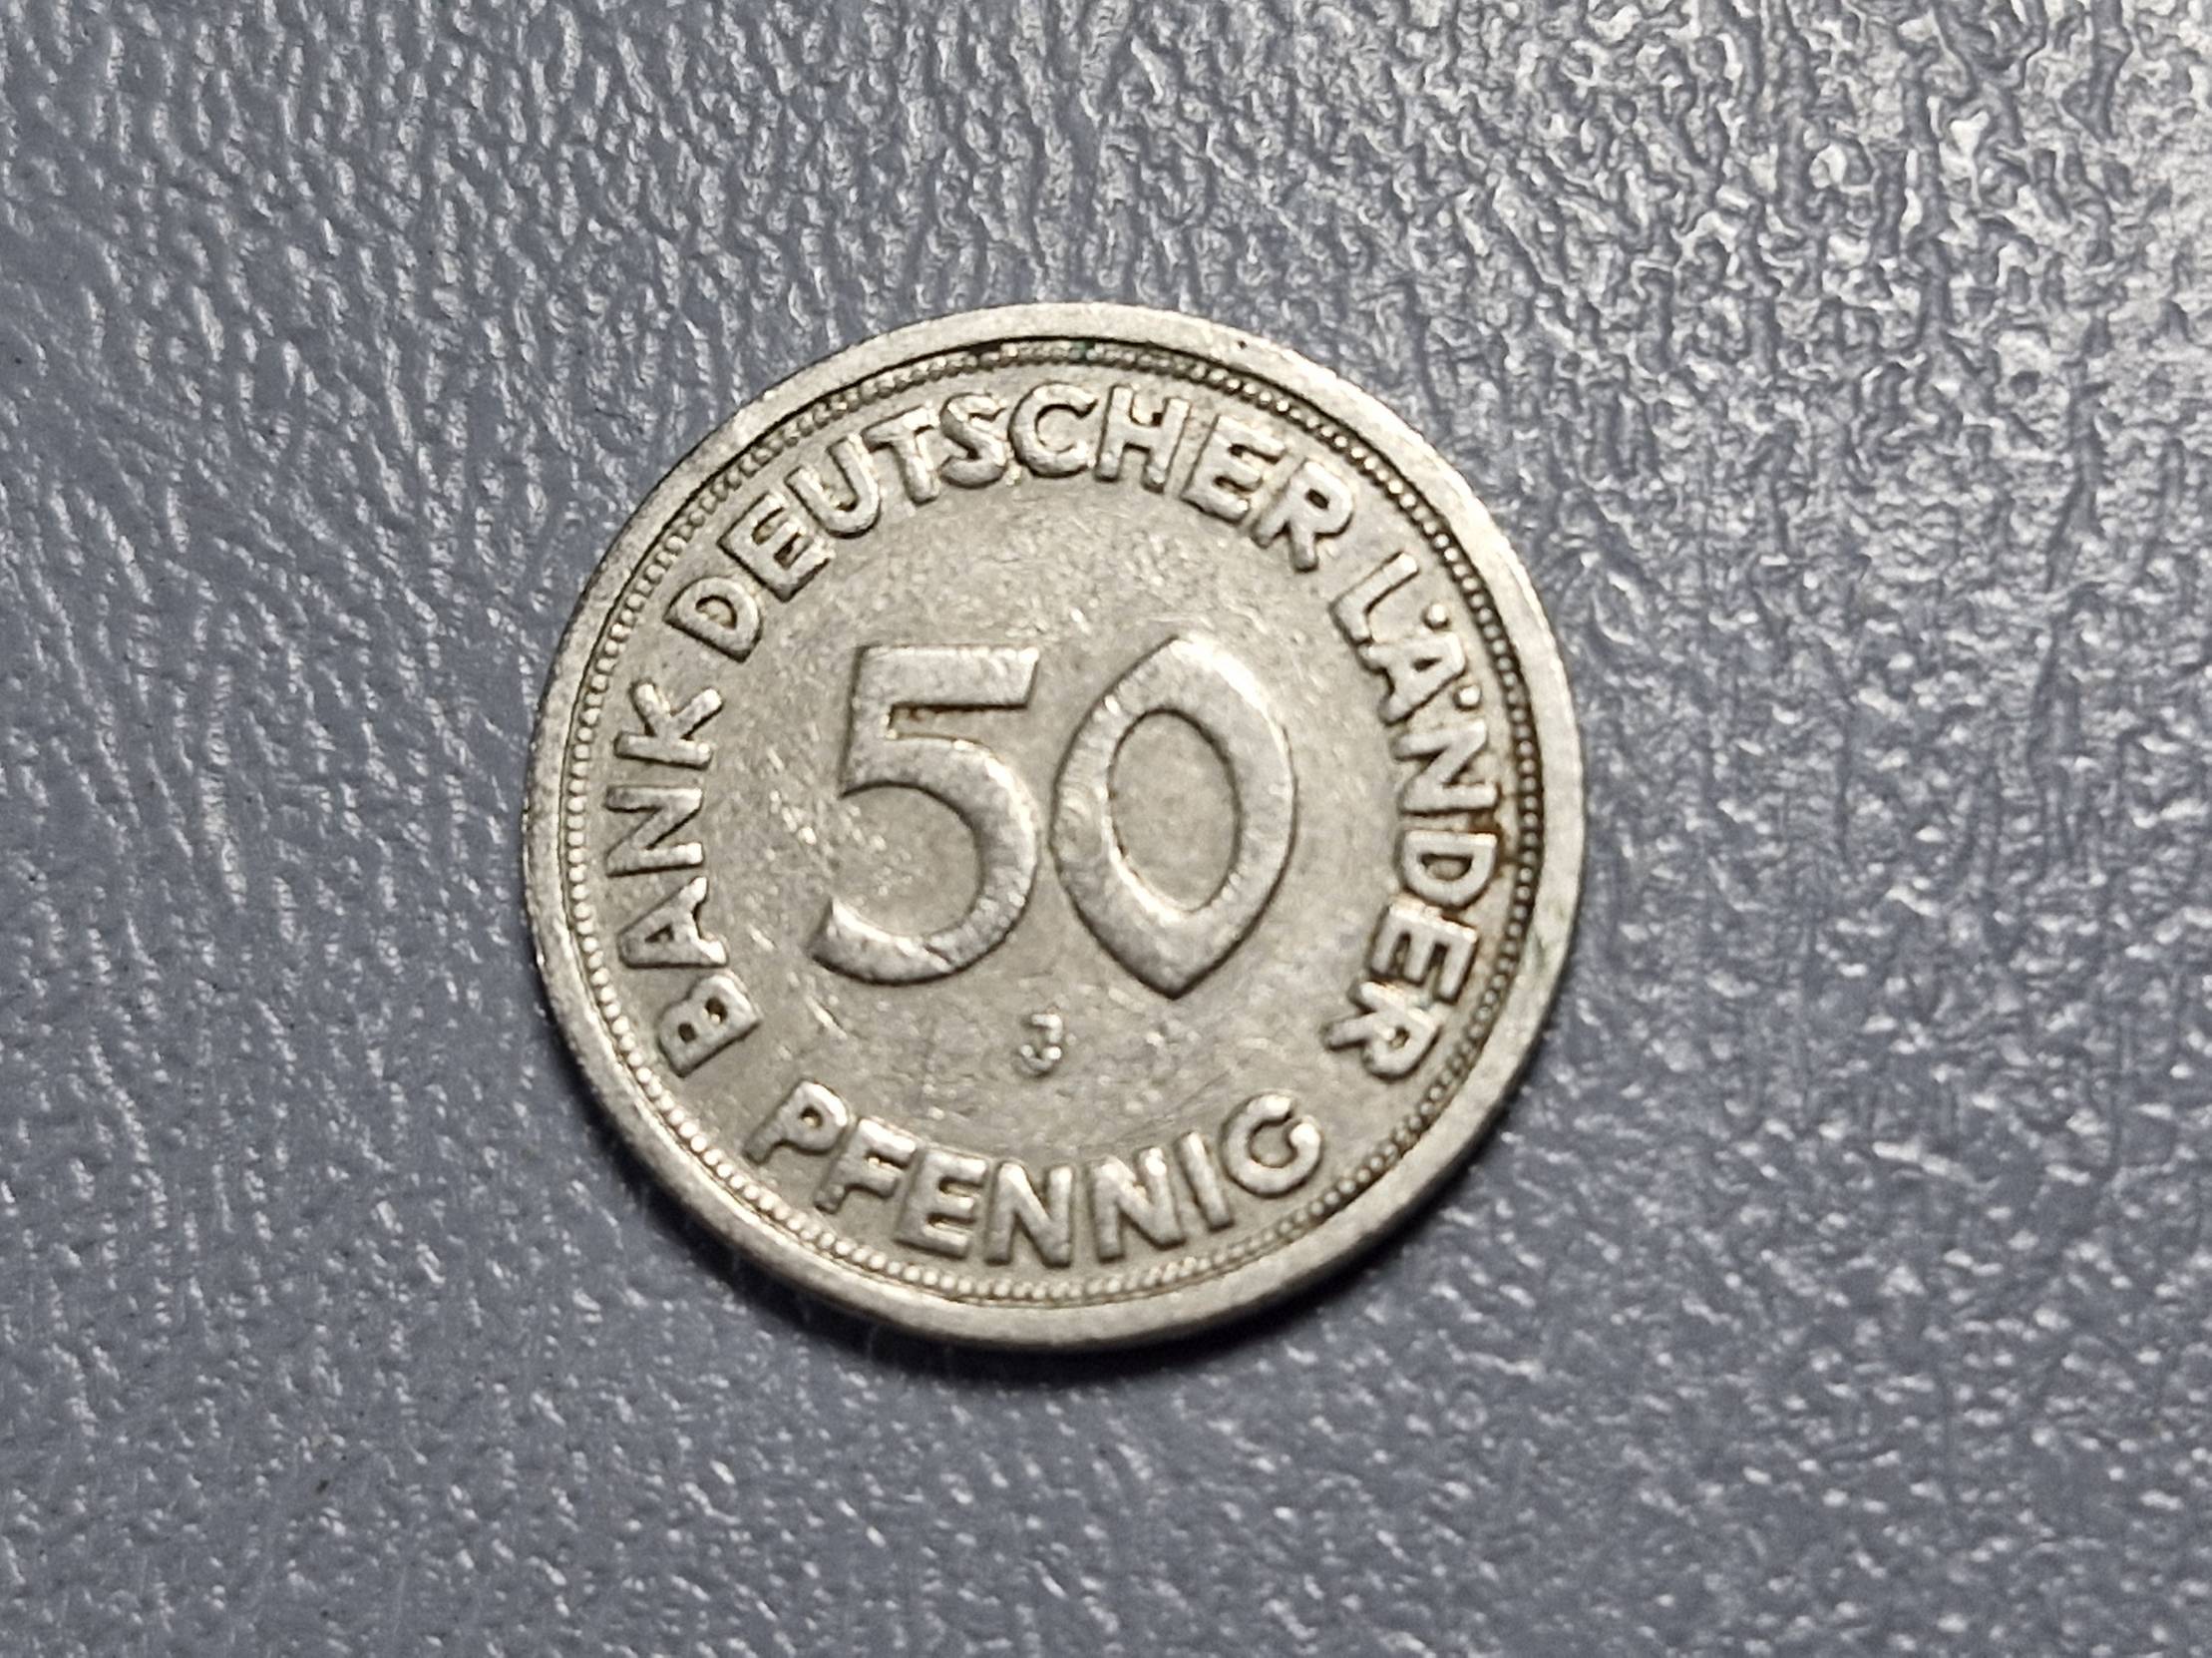 BANK DEUTSCHER LÄNDER
50
J
PFENNIG